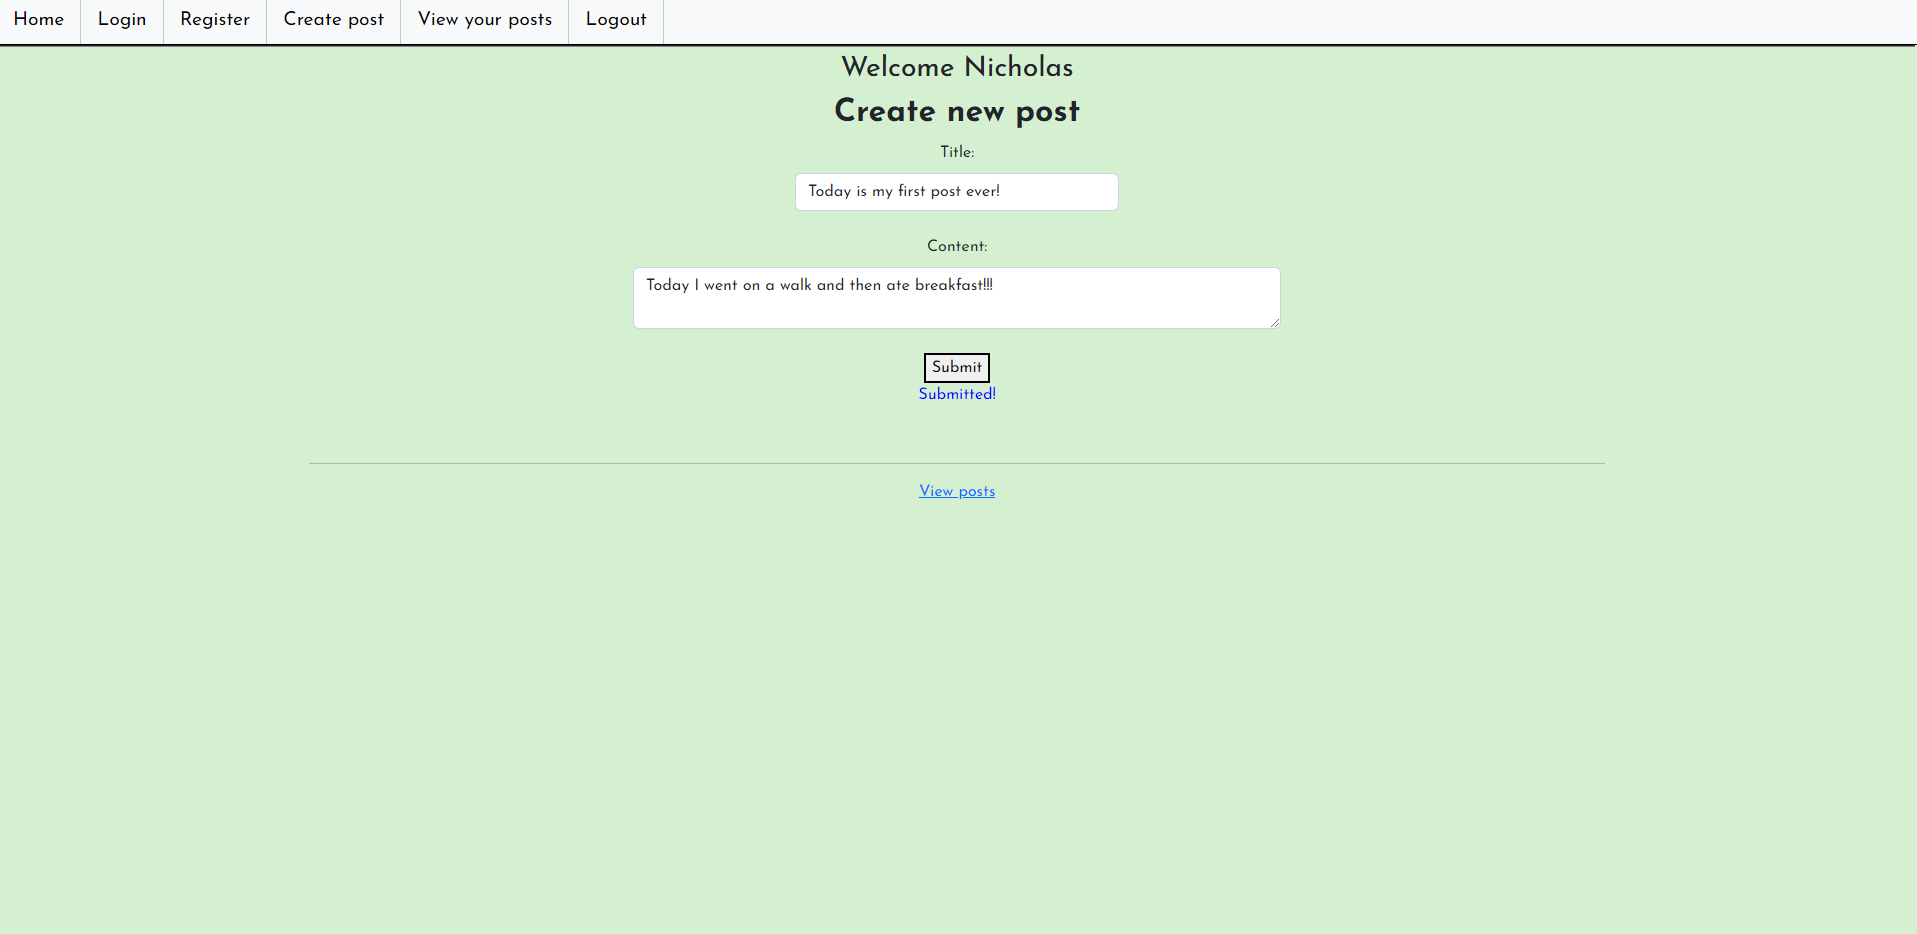 Home Login Register Create post View your posts Logout
Welcome Nicholas
Create new post
Title:
Today is my first post ever!
Content:
Today I went on a walk and then ate breakfast!!!
Submit
Submitted!
View posts